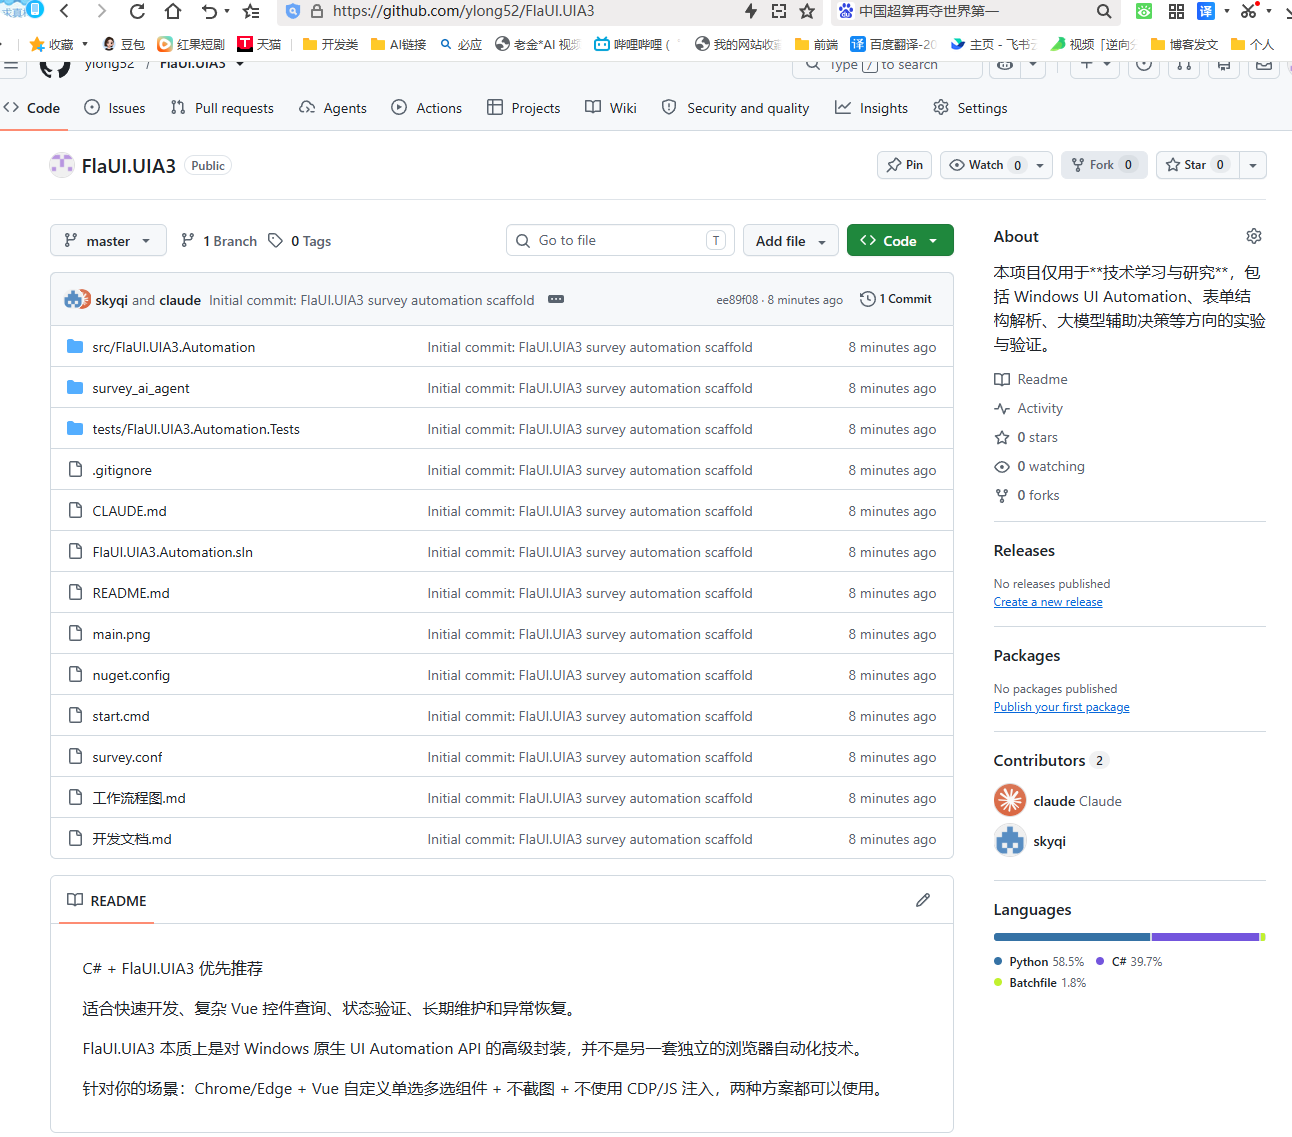 https://github.com/ylong52/FlaUI.UIA3
中国超算再夺世界第一
收藏 豆包 红果短剧 天猫 开发类 AI链接 必应 老金*AI 视频 哔哩哔哩 ( 我的网站收藏 前端 百度翻译-20 主页 - 飞书云 视频「逆向分 博客发文 个人
ylong52 / FlaUI.UIA3
Type / to search
Code Issues Pull requests Agents Actions Projects Wiki Security and quality Insights Settings
FlaUI.UIA3 Public
Pin Watch 0 Fork 0 Star 0
master 1 Branch 0 Tags
Go to file T
Add file
Code
skyqi and claude Initial commit: FlaUI.UIA3 survey automation scaffold
ee89f08 · 8 minutes ago 1 Commit
src/FlaUI.UIA3.Automation Initial commit: FlaUI.UIA3 survey automation scaffold 8 minutes ago
survey_ai_agent Initial commit: FlaUI.UIA3 survey automation scaffold 8 minutes ago
tests/FlaUI.UIA3.Automation.Tests Initial commit: FlaUI.UIA3 survey automation scaffold 8 minutes ago
.gitignore Initial commit: FlaUI.UIA3 survey automation scaffold 8 minutes ago
CLAUDE.md Initial commit: FlaUI.UIA3 survey automation scaffold 8 minutes ago
FlaUI.UIA3.Automation.sln Initial commit: FlaUI.UIA3 survey automation scaffold 8 minutes ago
README.md Initial commit: FlaUI.UIA3 survey automation scaffold 8 minutes ago
main.png Initial commit: FlaUI.UIA3 survey automation scaffold 8 minutes ago
nuget.config Initial commit: FlaUI.UIA3 survey automation scaffold 8 minutes ago
start.cmd Initial commit: FlaUI.UIA3 survey automation scaffold 8 minutes ago
survey.conf Initial commit: FlaUI.UIA3 survey automation scaffold 8 minutes ago
工作流程图.md Initial commit: FlaUI.UIA3 survey automation scaffold 8 minutes ago
开发文档.md Initial commit: FlaUI.UIA3 survey automation scaffold 8 minutes ago
README
C# + FlaUI.UIA3 优先推荐
适合快速开发、复杂 Vue 控件查询、状态验证、长期维护和异常恢复。
FlaUI.UIA3 本质上是对 Windows 原生 UI Automation API 的高级封装，并不是另一套独立的浏览器自动化技术。
针对你的场景：Chrome/Edge + Vue 自定义单选多选组件 + 不截图 + 不使用 CDP/JS 注入，两种方案都可以使用。
About
本项目仅用于**技术学习与研究**，包
括 Windows UI Automation、表单结
构解析、大模型辅助决策等方向的实验
与验证。
Readme
Activity
0 stars
0 watching
0 forks
Releases
No releases published
Create a new release
Packages
No packages published
Publish your first package
Contributors 2
claude Claude
skyqi
Languages
Python 58.5% C# 39.7%
Batchfile 1.8%